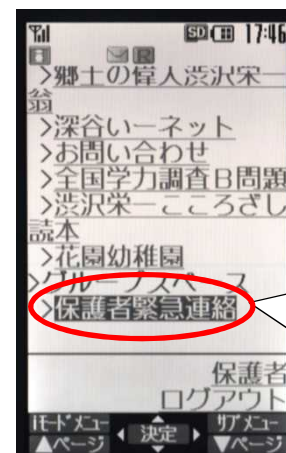 SD 17:46
R
>郷土の偉人渋沢栄一
翁
>深谷いーネット
>お問い合わせ
>全国学力調査B問題
>渋沢栄一こころざし
読本
>花園幼稚園
>グループスペース
>保護者緊急連絡
保護者
ログアウト
iモードメニュー サブメニュー
▲ページ 決定 ▼ページ